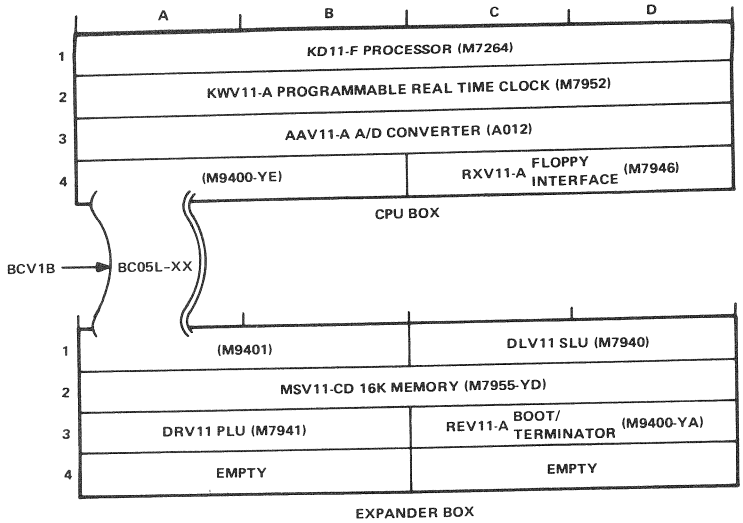 A B C D
1 KD11-F PROCESSOR (M7264)
2 KWV11-A PROGRAMMABLE REAL TIME CLOCK (M7952)
3 AAV11-A A/D CONVERTER (A012)
4 (M9400-YE) RXV11-A FLOPPY INTERFACE (M7946)
CPU BOX
BCV1B BC05L-XX
1 (M9401) DLV11 SLU (M7940)
2 MSV11-CD 16K MEMORY (M7955-YD)
3 DRV11 PLU (M7941) REV11-A BOOT/ TERMINATOR (M9400-YA)
4 EMPTY EMPTY
EXPANDER BOX